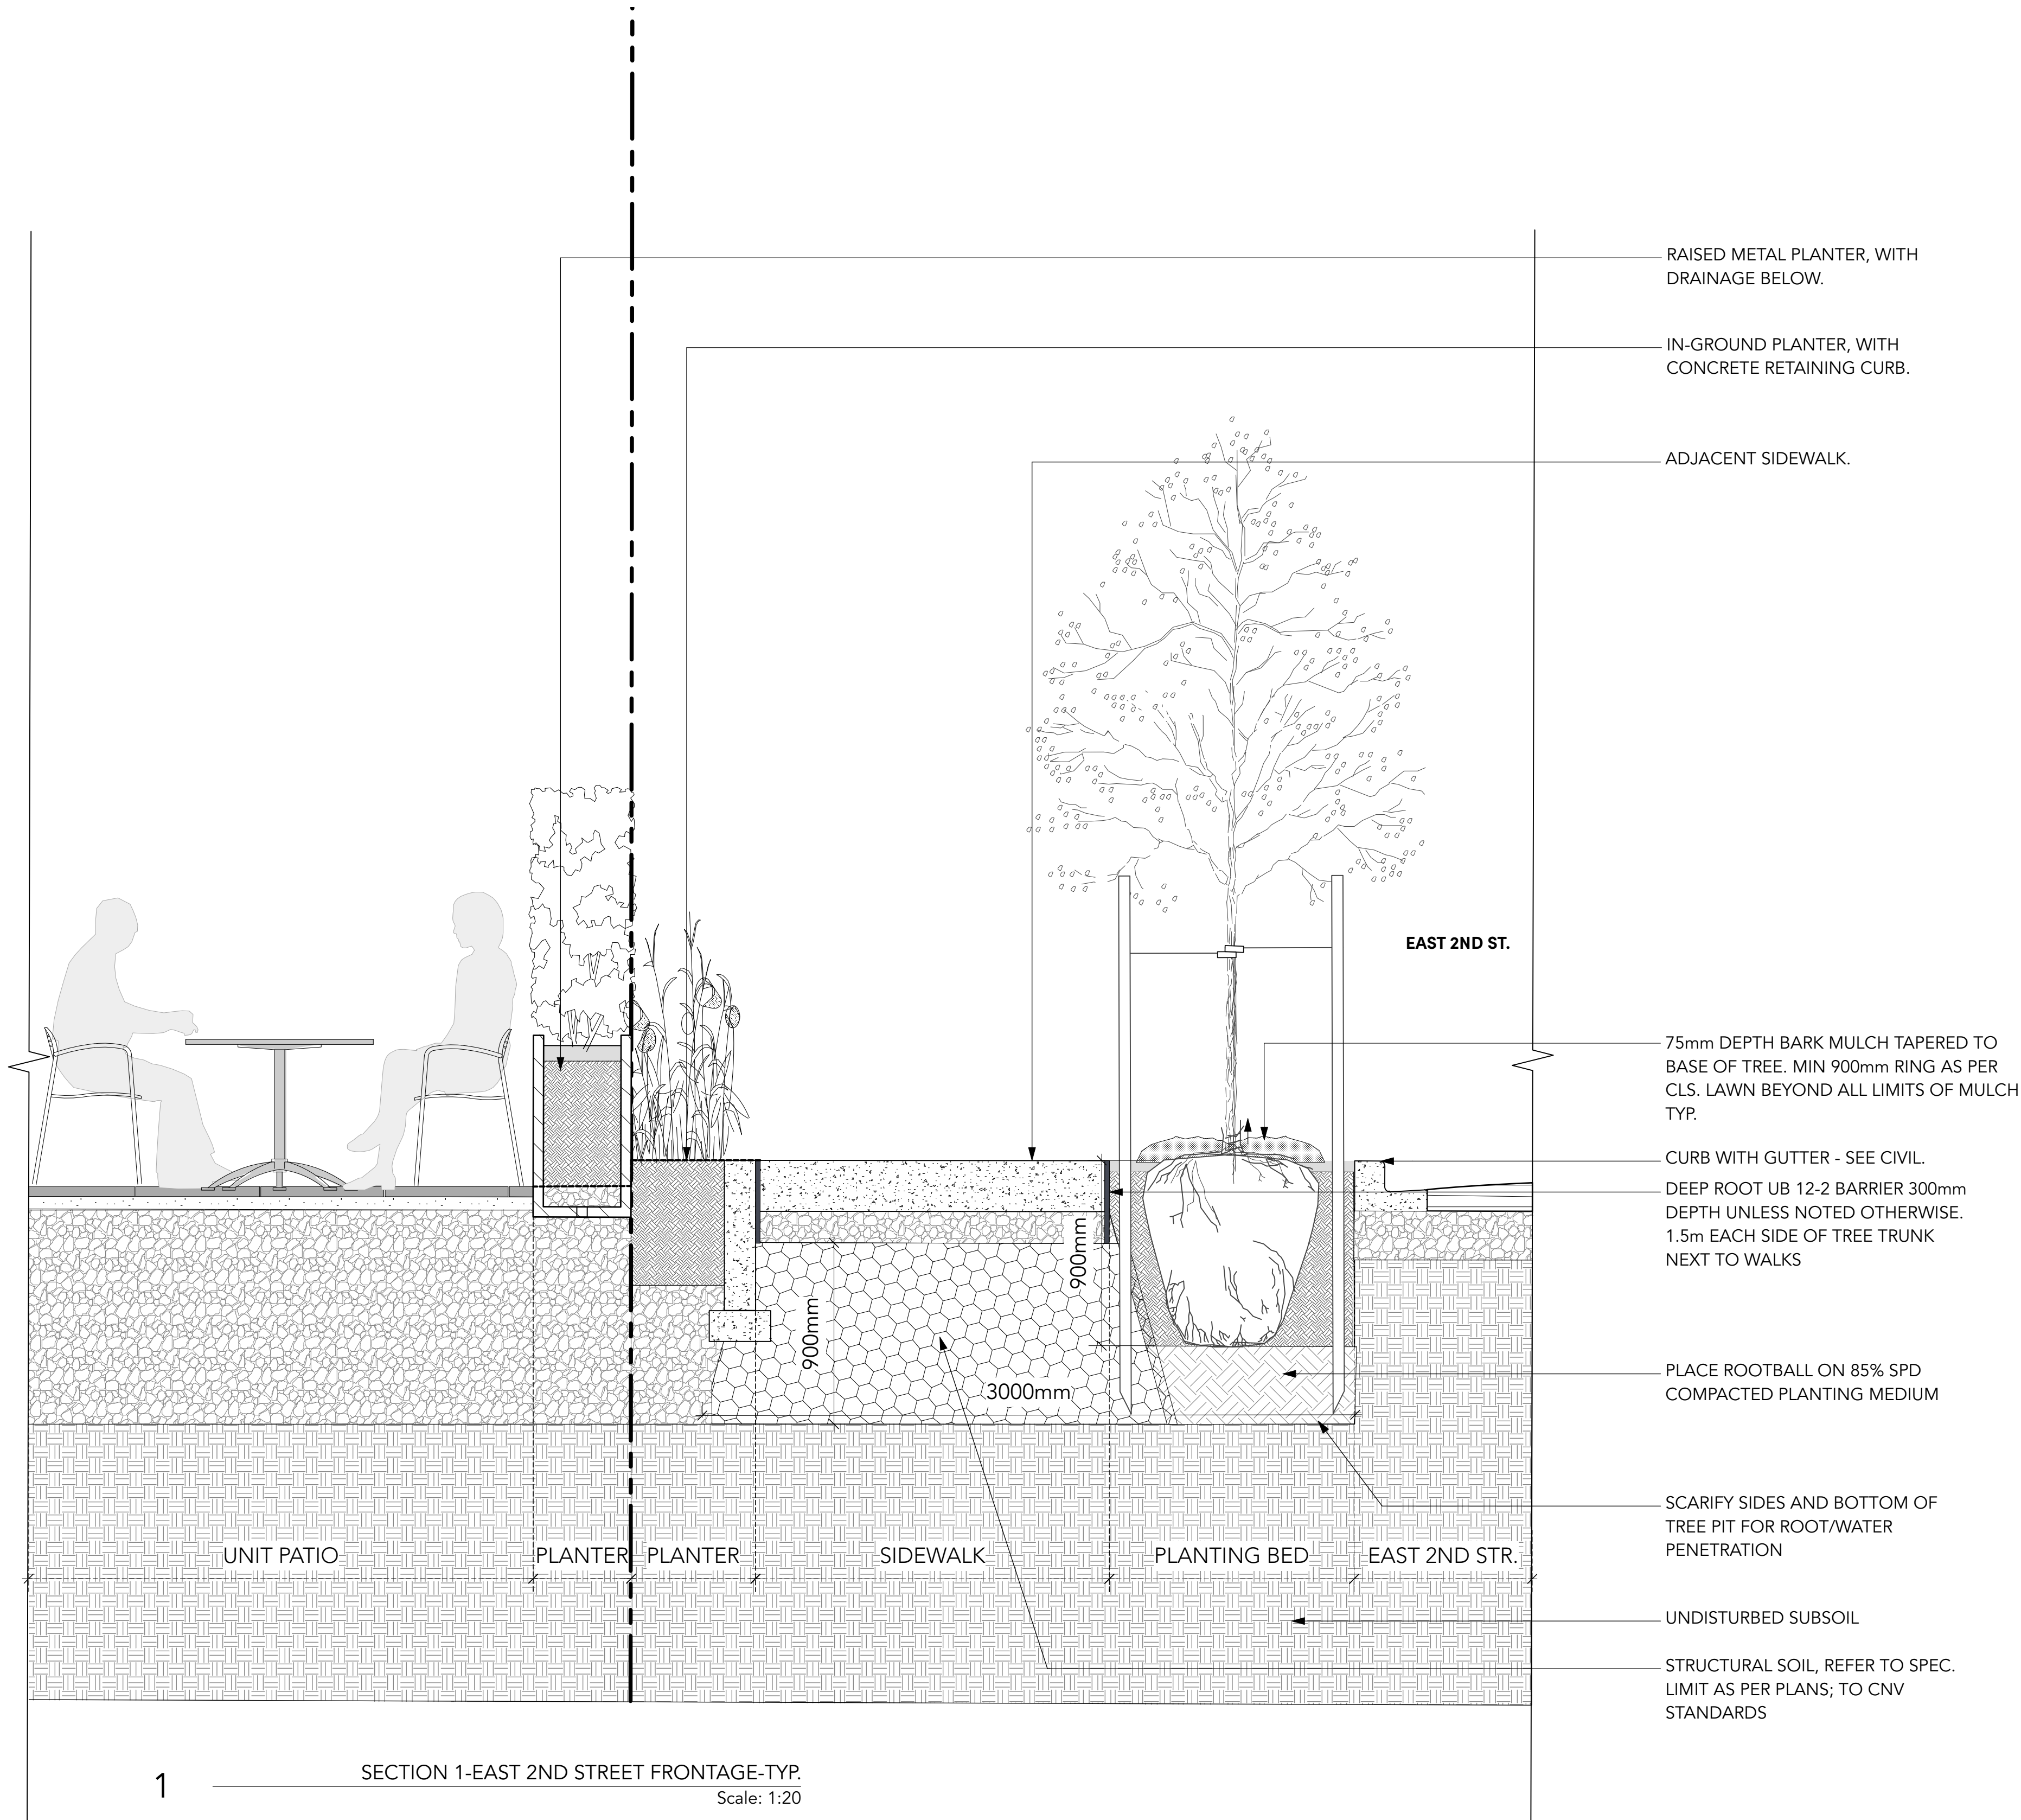 RAISED METAL PLANTER, WITH
DRAINAGE BELOW.
IN-GROUND PLANTER, WITH
CONCRETE RETAINING CURB.
ADJACENT SIDEWALK.
EAST 2ND ST.
75mm DEPTH BARK MULCH TAPERED TO
BASE OF TREE. MIN 900mm RING AS PER
CLS. LAWN BEYOND ALL LIMITS OF MULCH
TYP.
CURB WITH GUTTER - SEE CIVIL.
DEEP ROOT UB 12-2 BARRIER 300mm
DEPTH UNLESS NOTED OTHERWISE.
1.5m EACH SIDE OF TREE TRUNK
NEXT TO WALKS
900mm
900mm
3000mm
PLACE ROOTBALL ON 85% SPD
COMPACTED PLANTING MEDIUM
SCARIFY SIDES AND BOTTOM OF
TREE PIT FOR ROOT/WATER
PENETRATION
UNIT PATIO
PLANTER
PLANTER
SIDEWALK
PLANTING BED
EAST 2ND STR.
UNDISTURBED SUBSOIL
STRUCTURAL SOIL, REFER TO SPEC.
LIMIT AS PER PLANS; TO CNV
STANDARDS
1
SECTION 1-EAST 2ND STREET FRONTAGE-TYP.
Scale: 1:20